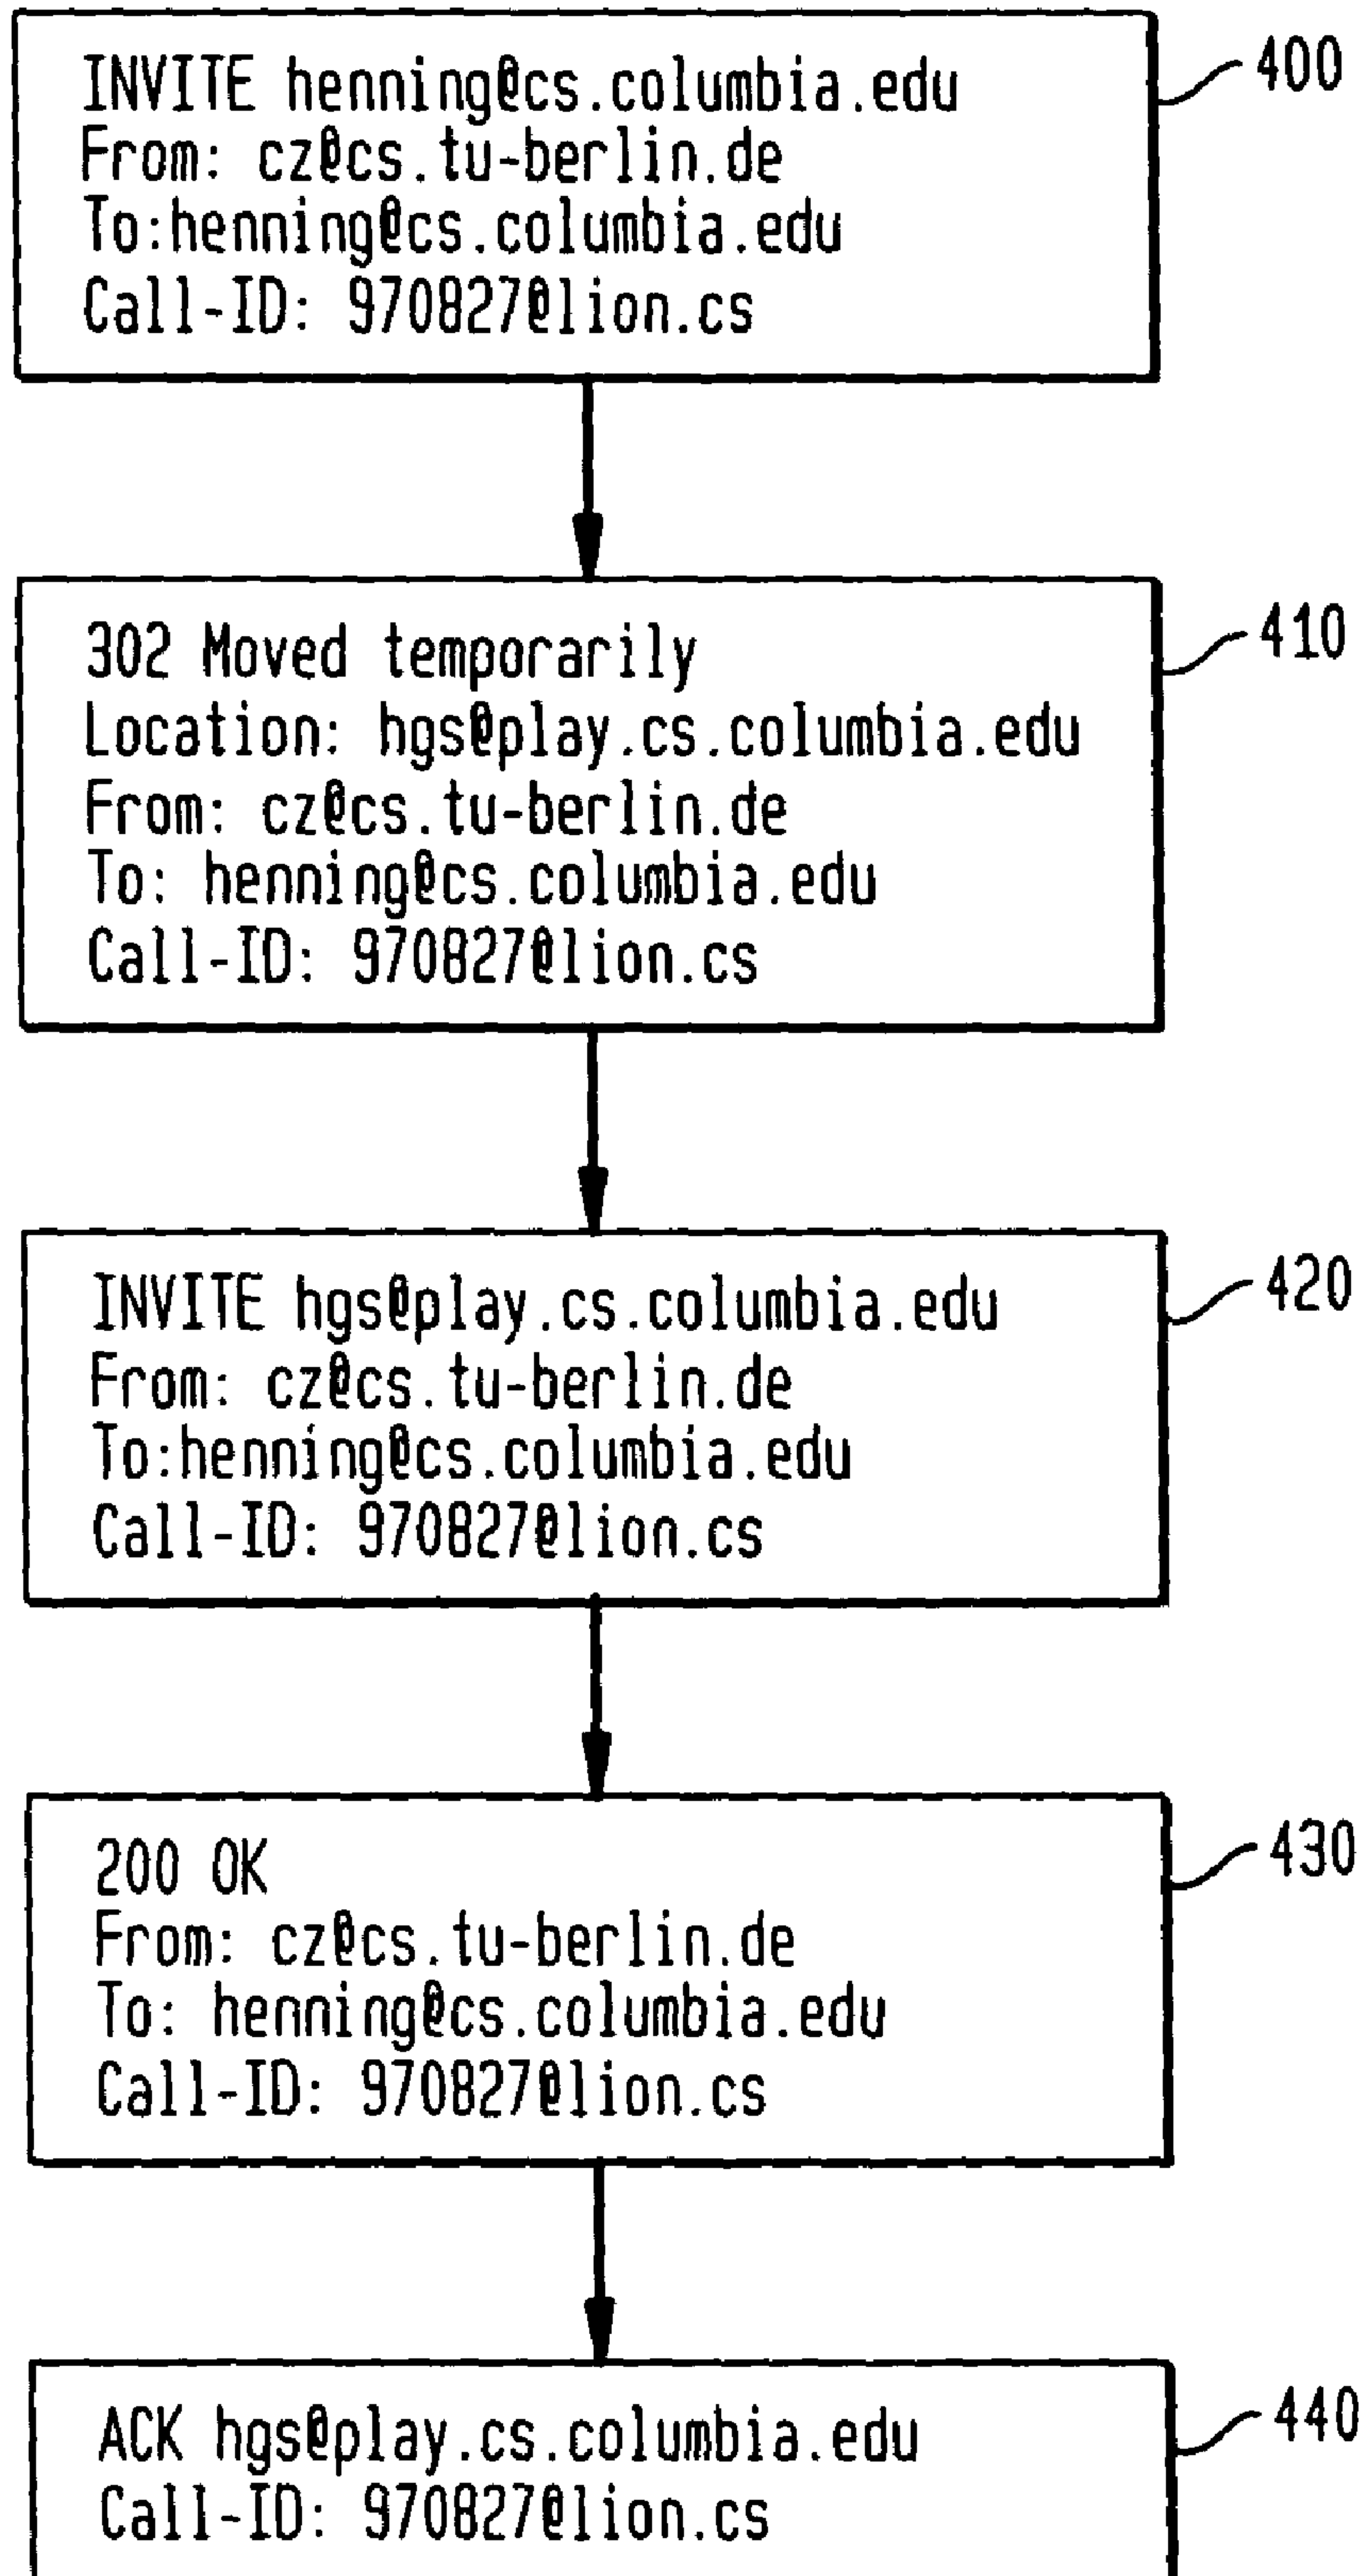 INVITE henning@cs.columbia.edu
From: cz@cs.tu-berlin.de
To:henning@cs.columbia.edu
Call-ID: 970827@lion.cs
400
302 Moved temporarily
Location: hgs@play.cs.columbia.edu
From: cz@cs.tu-berlin.de
To: henning@cs.columbia.edu
Call-ID: 970827@lion.cs
410
INVITE hgs@play.cs.columbia.edu
From: cz@cs.tu-berlin.de
To:henning@cs.columbia.edu
Call-ID: 970827@lion.cs
420
200 OK
From: cz@cs.tu-berlin.de
To: henning@cs.columbia.edu
Call-ID: 970827@lion.cs
430
ACK hgs@play.cs.columbia.edu
Call-ID: 970827@lion.cs
440